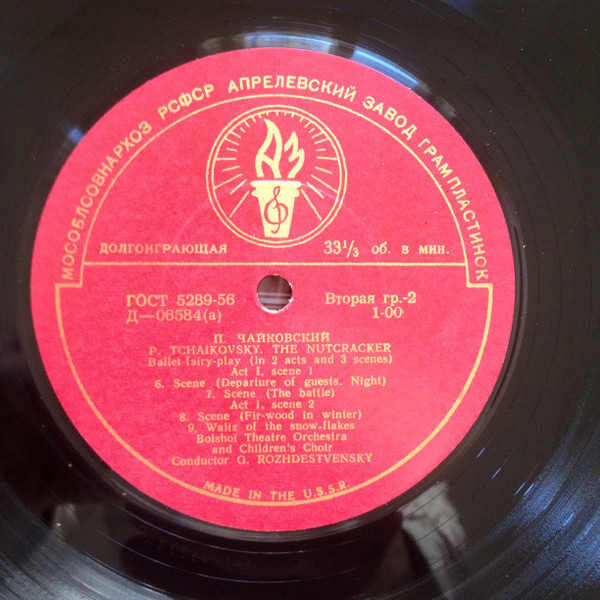 МОСОБЛСОВНАРХОЗ РСФСР АПРЕЛЕВСКИЙ ЗАВОД ГРАМПЛАСТИНОК
АЗ
ДОЛГОИГРАЮЩАЯ 33⅓ об. в мин.
ГОСТ 5289-56 Вторая гр.-2
Д—06584(а) 1-00
П. ЧАЙКОВСКИЙ
P. TCHAIKOVSKY. THE NUTCRACKER
Ballet-fairy-play (in 2 acts and 3 scenes)
Act I, scene 1
6. Scene (Departure of guests. Night)
7. Scene (The battle)
Act I, scene 2
8. Scene (Fir-wood in winter)
9. Waltz of the snow-flakes
Bolshoi Theatre Orchestra
and Children's Choir
Conductor G. ROZHDESTVENSKY
MADE IN THE U.S.S.R.